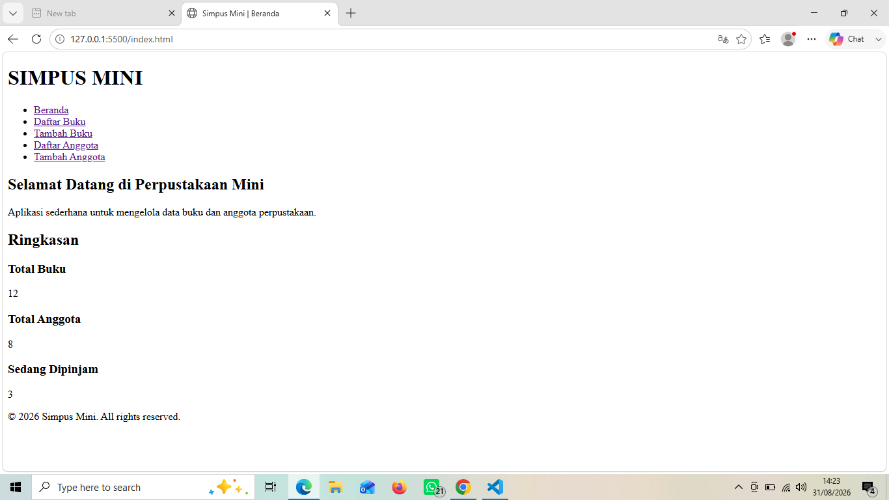 New tab
Simpus Mini | Beranda
127.0.0.1:5500/index.html
Chat
SIMPUS MINI
Beranda
Daftar Buku
Tambah Buku
Daftar Anggota
Tambah Anggota
Selamat Datang di Perpustakaan Mini
Aplikasi sederhana untuk mengelola data buku dan anggota perpustakaan.
Ringkasan
Total Buku
12
Total Anggota
8
Sedang Dipinjam
3
© 2026 Simpus Mini. All rights reserved.
Type here to search
21
14:23
31/08/2026
4